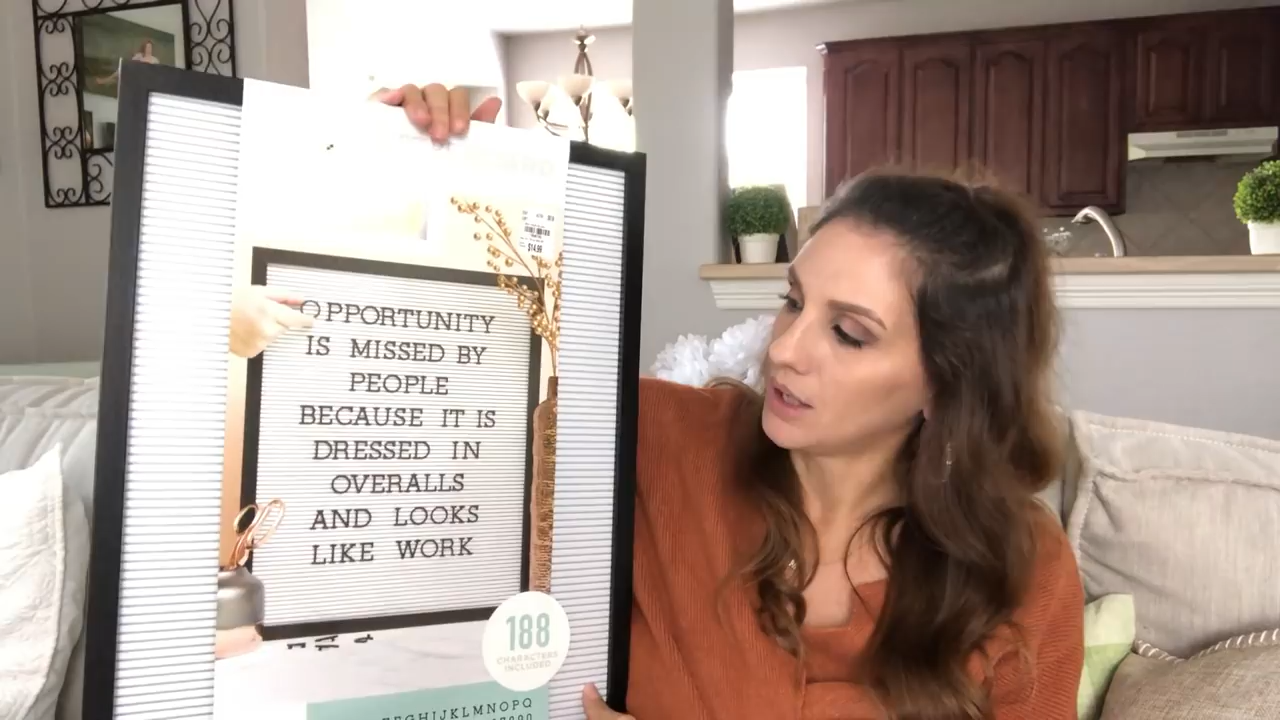 $14.99
OPPORTUNITY
IS MISSED BY
PEOPLE
BECAUSE IT IS
DRESSED IN
OVERALLS
AND LOOKS
LIKE WORK
188
CHARACTERS
INCLUDED
FGHIJKLMNOPQ